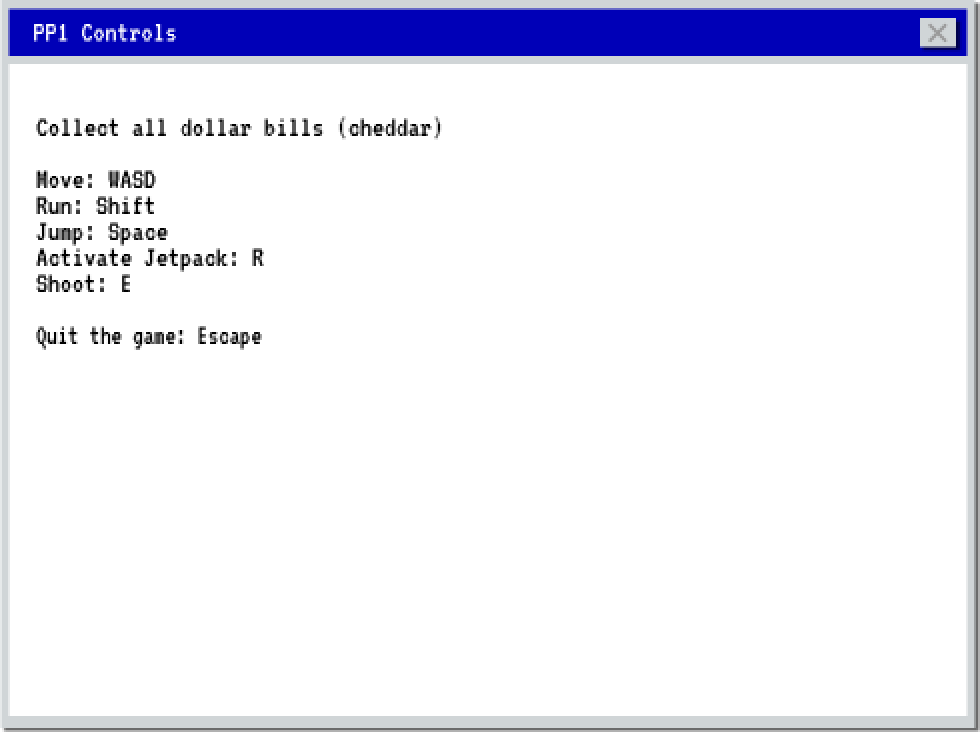 PP1 Controls
Collect all dollar bills (cheddar)
Move: WASD
Run: Shift
Jump: Space
Activate Jetpack: R
Shoot: E
Quit the game: Escape